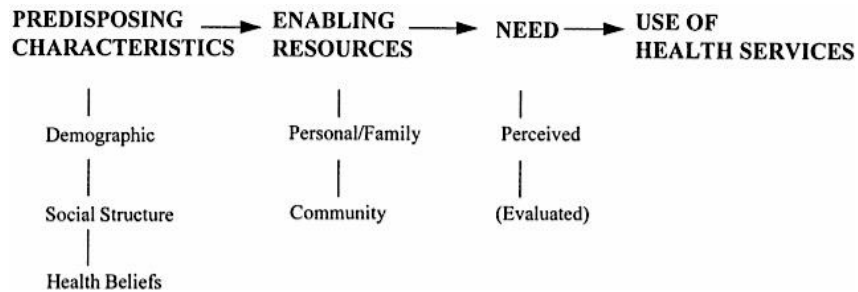 PREDISPOSING
CHARACTERISTICS
ENABLING
RESOURCES
NEED
USE OF
HEALTH SERVICES
Demographic
Personal/Family
Perceived
Social Structure
Community
(Evaluated)
Health Beliefs